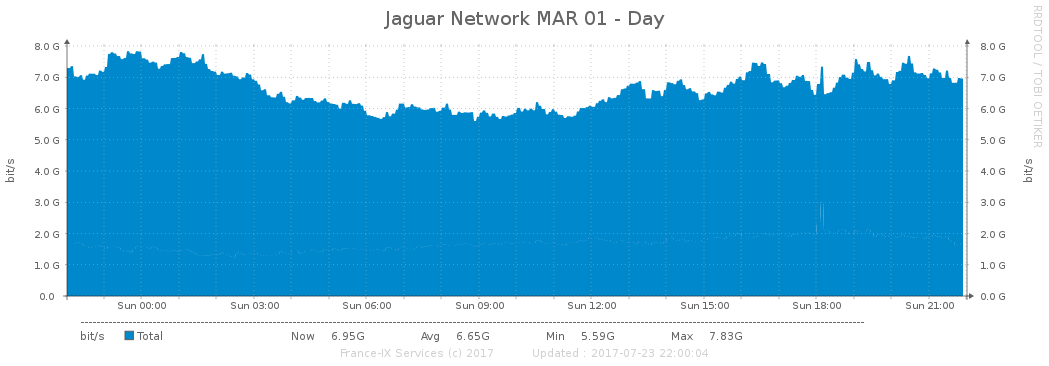 Jaguar Network MAR 01 - Day
RRDTOOL / TOBI OETIKER
8.0 G 8.0 G
7.0 G 7.0 G
6.0 G 6.0 G
5.0 G 5.0 G
bit/s 4.0 G 4.0 G bit/s
3.0 G 3.0 G
2.0 G 2.0 G
1.0 G 1.0 G
0.0 0.0 G
Sun 00:00 Sun 03:00 Sun 06:00 Sun 09:00 Sun 12:00 Sun 15:00 Sun 18:00 Sun 21:00
bit/s Total Now 6.95G Avg 6.65G Min 5.59G Max 7.83G
France-IX Services (c) 2017 Updated : 2017-07-23 22:00:04